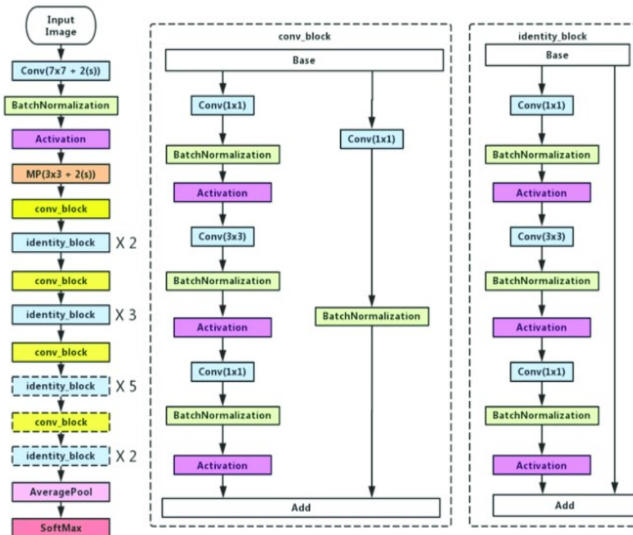 Input
Image
Conv(7x7 + 2(s))
BatchNormalization
Activation
MP(3x3 + 2(s))
conv_block
identity_block X 2
conv_block
identity_block X 3
conv_block
identity_block X 5
conv_block
identity_block X 2
AveragePool
SoftMax
conv_block
Base
Conv(1x1)
BatchNormalization
Activation
Conv(3x3)
BatchNormalization
Activation
Conv(1x1)
BatchNormalization
Activation
Conv(1x1)
BatchNormalization
Add
identity_block
Base
Conv(1x1)
BatchNormalization
Activation
Conv(3x3)
BatchNormalization
Activation
Conv(1x1)
BatchNormalization
Activation
Add